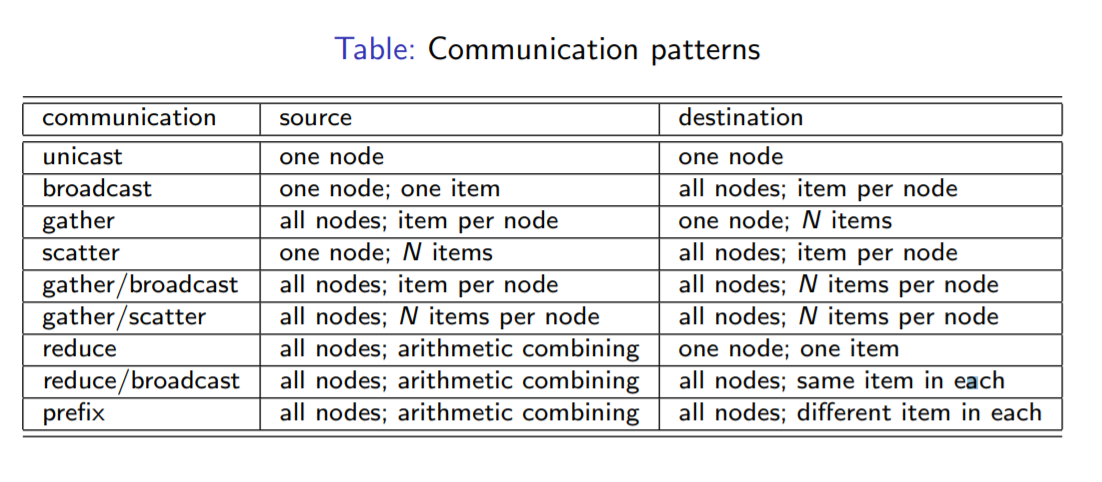 Table: Communication patterns
communication source destination
unicast one node one node
broadcast one node; one item all nodes; item per node
gather all nodes; item per node one node; N items
scatter one node; N items all nodes; item per node
gather/broadcast all nodes; item per node all nodes; N items per node
gather/scatter all nodes; N items per node all nodes; N items per node
reduce all nodes; arithmetic combining one node; one item
reduce/broadcast all nodes; arithmetic combining all nodes; same item in each
prefix all nodes; arithmetic combining all nodes; different item in each